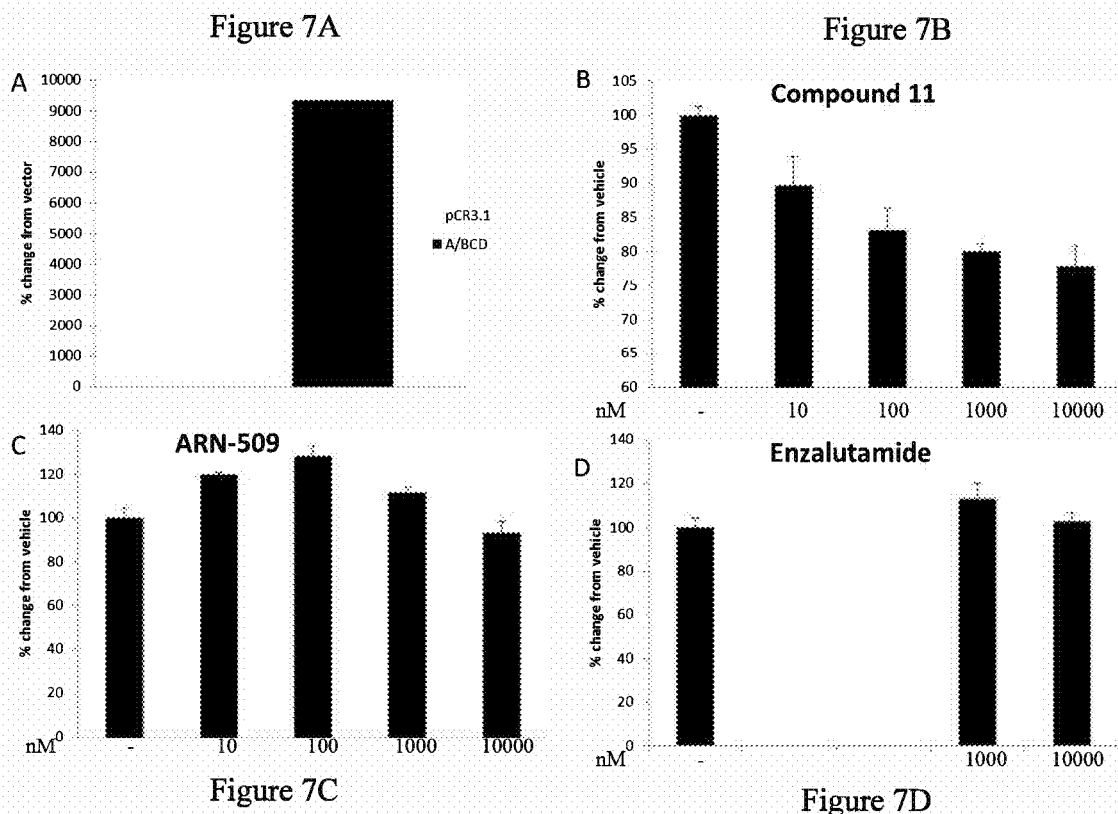 Figure 7A
A
10000
9000
8000
7000
6000
5000
4000
3000
2000
1000
0
% change from vector
pCR3.1
A/BCD
Figure 7B
B
Compound 11
105
100
95
90
85
80
75
70
65
60
% change from vehicle
nM - 10 100 1000 10000
C
ARN-509
140
120
100
80
60
40
20
0
% change from vehicle
nM - 10 100 1000 10000
Figure 7C
D
Enzalutamide
140
120
100
80
60
40
20
0
% change from vehicle
nM - 1000 10000
Figure 7D